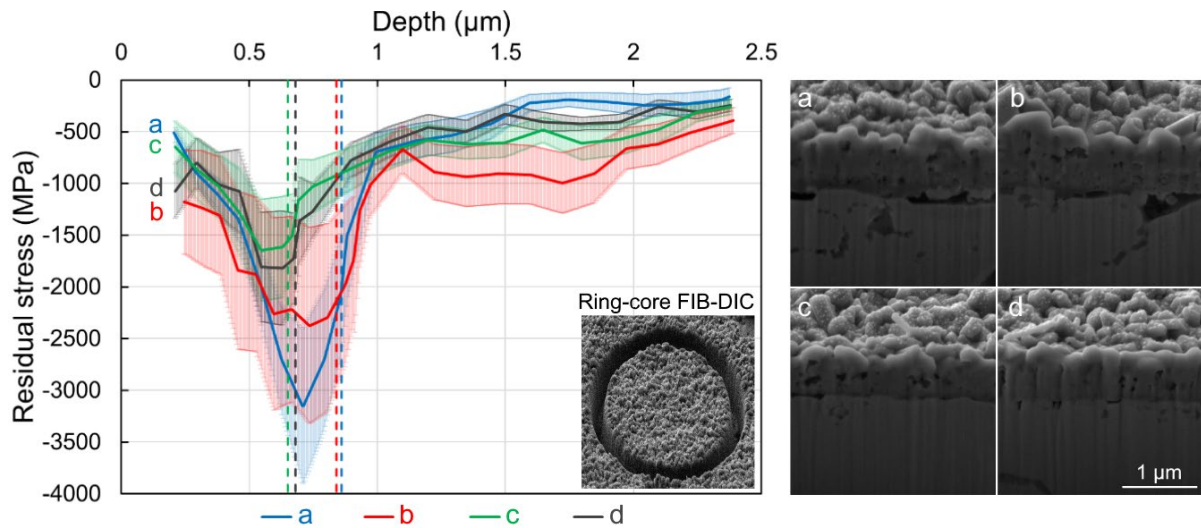 Depth (µm)
0 0.5 1 1.5 2 2.5
0
-500
-1000
-1500
-2000
-2500
-3000
-3500
-4000
Residual stress (MPa)
a
c
d
b
Ring-core FIB-DIC
a b c d
a b
c d
1 µm